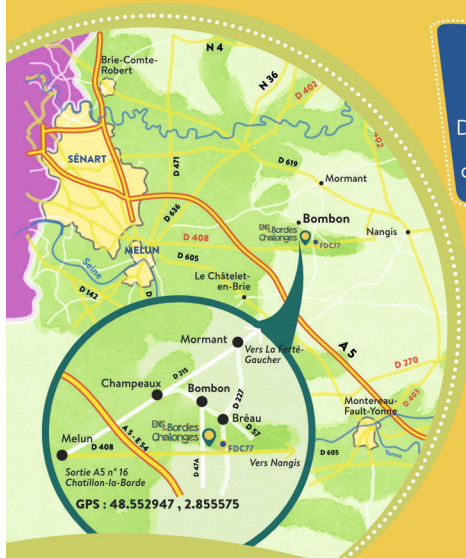 N 4
Brie-Comte-
Robert
N 36
D 402
D
402
SÉNART
D 471
D 619
Mormant
D 636
Bombon
ENS Bordes
Chalonges
FDC77
Nangis
D 408
MELUN
D 605
Seine
D 142
D
Le Châtelet-
en-Brie
A 5
D 270
D 403
Montereau-
Fault-Yonne
D 605
Yonne
Mormant
Vers La Ferté-
Gaucher
D 215
Champeaux
Bombon
D 227
Bréau
D 57
ENS Bordes
Chalonges
FDC77
A 5 - E 54
Melun
D 408
D 47A
Vers Nangis
Sortie A5 n° 16
Chatillon-la-Borde
GPS : 48.552947 , 2.855575